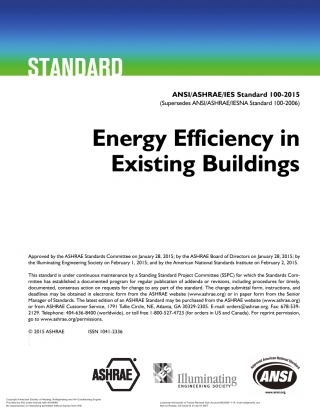 STANDARD
ANSI/ASHRAE/IES Standard 100-2015
(Supersedes ANSI/ASHRAE/IESNA Standard 100-2006)
Energy Efficiency in
Existing Buildings
Approved by the ASHRAE Standards Committee on January 28, 2015; by the ASHRAE Board of Directors on January 28, 2015; by
the Illuminating Engineering Society on February 1, 2015; and by the American National Standards Institute on February 2, 2015.
This standard is under continuous maintenance by a Standing Standard Project Committee (SSPC) for which the Standards Com-
mittee has established a documented program for regular publication of addenda or revisions, including procedures for timely,
documented, consensus action on requests for change to any part of the standard. The change submittal form, instructions, and
deadlines may be obtained in electronic form from the ASHRAE website (www.ashrae.org) or in paper form from the Senior
Manager of Standards. The latest edition of an ASHRAE Standard may be purchased from the ASHRAE website (www.ashrae.org)
or from ASHRAE Customer Service, 1791 Tullie Circle, NE, Atlanta, GA 30329-2305. E-mail: orders@ashrae.org. Fax: 678-539-
2129. Telephone: 404-636-8400 (worldwide), or toll free 1-800-527-4723 (for orders in US and Canada). For reprint permission,
go to www.ashrae.org/permissions.
© 2015 ASHRAE ISSN 1041-2336
ASHRAE
Illuminating
ENGINEERING SOCIETY
ANSI
www.ansi.org